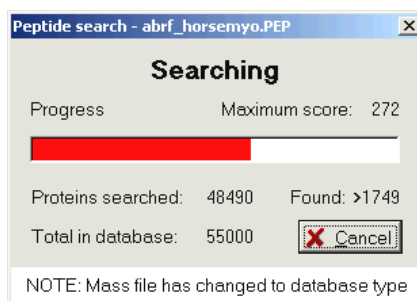 Peptide search - abrf_horsemyo.PEP
Searching
Progress Maximum score: 272
Proteins searched: 48490 Found: >1749
Total in database: 55000 Cancel
NOTE: Mass file has changed to database type